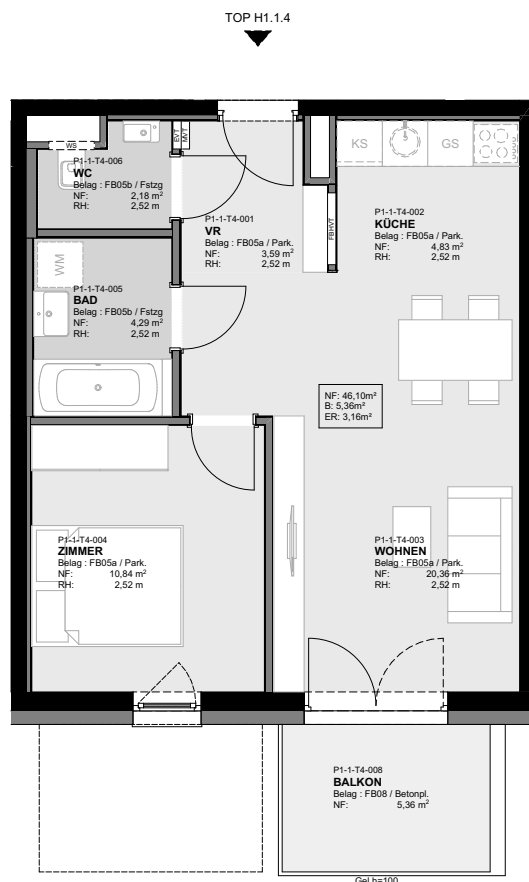 TOP H1.1.4
WS
EVT
MVT
KS
GS
P1-1-T4-006
WC
Belag : FB05b / Fstzg
NF: 2,18 m²
RH: 2,52 m
P1-1-T4-001
VR
Belag : FB05a / Park.
NF: 3,59 m²
RH: 2,52 m
FBHVT
P1-1-T4-002
KÜCHE
Belag : FB05a / Park.
NF: 4,83 m²
RH: 2,52 m
WM
P1-1-T4-005
BAD
Belag : FB05b / Fstzg
NF: 4,29 m²
RH: 2,52 m
NF: 46,10m²
B: 5,36m²
ER: 3,16m²
P1-1-T4-004
ZIMMER
Belag : FB05a / Park.
NF: 10,84 m²
RH: 2,52 m
P1-1-T4-003
WOHNEN
Belag : FB05a / Park.
NF: 20,36 m²
RH: 2,52 m
P1-1-T4-008
BALKON
Belag : FB08 / Betonpl.
NF: 5,36 m²
Gel.h=100